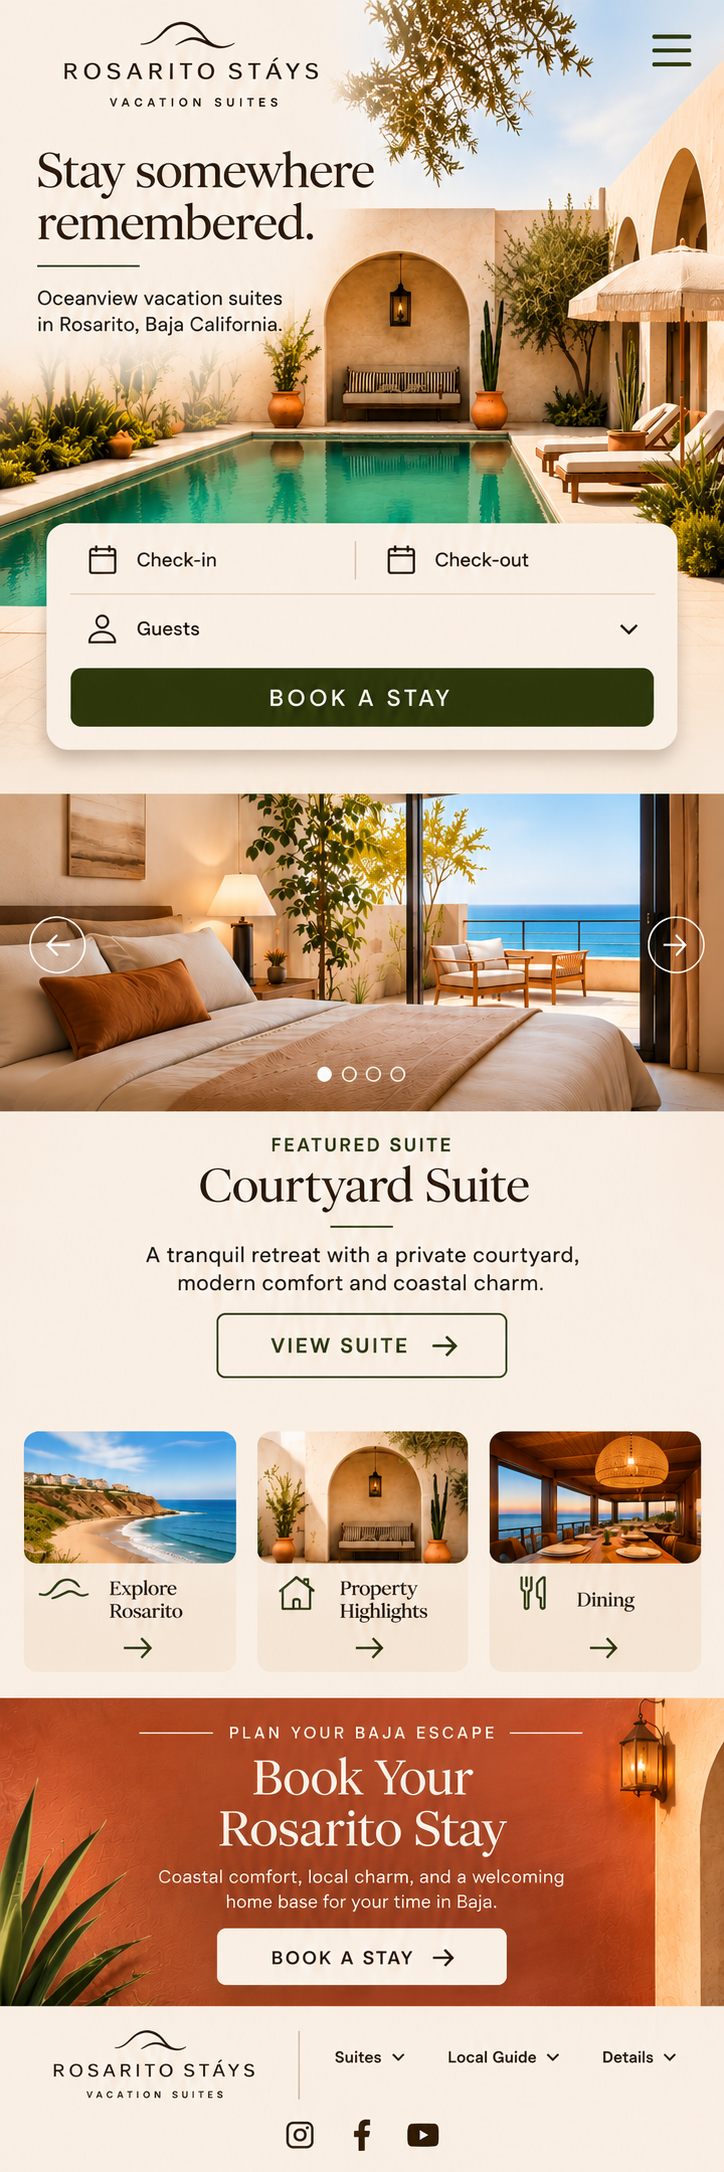 ROSARITO STÁYS
VACATION SUITES
Stay somewhere
remembered.
Oceanview vacation suites
in Rosarito, Baja California.
Check-in
Check-out
Guests
BOOK A STAY
FEATURED SUITE
Courtyard Suite
A tranquil retreat with a private courtyard,
modern comfort and coastal charm.
VIEW SUITE
Explore
Rosarito
Property
Highlights
Dining
PLAN YOUR BAJA ESCAPE
Book Your
Rosarito Stay
Coastal comfort, local charm, and a welcoming
home base for your time in Baja.
BOOK A STAY
ROSARITO STÁYS
VACATION SUITES
Suites
Local Guide
Details